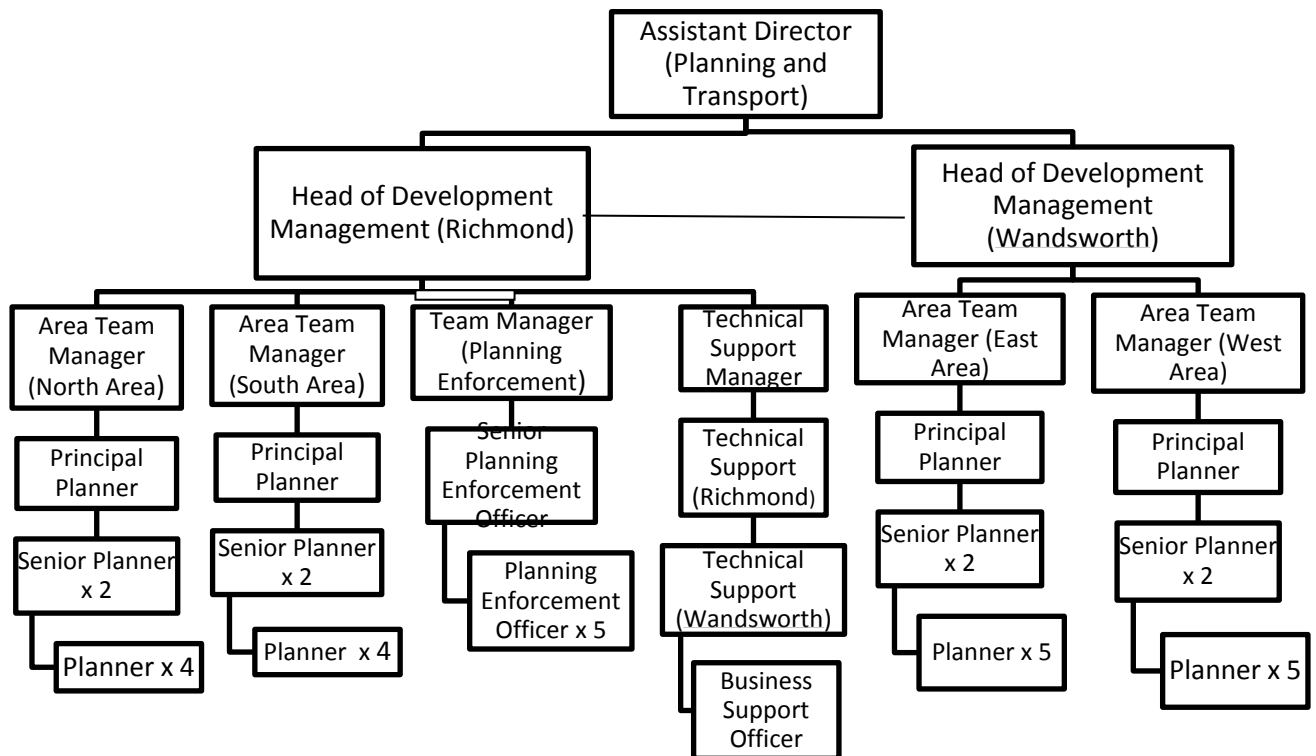 Assistant Director
(Planning and
Transport)
Head of Development
Management (Richmond)
Head of Development
Management
(Wandsworth)
Area Team
Manager
(North Area)
Area Team
Manager
(South Area)
Team Manager
(Planning
Enforcement)
Technical
Support
Manager
Area Team
Manager (East
Area)
Area Team
Manager (West
Area)
Principal
Planner
Principal
Planner
Senior
Planning
Enforcement
Officer
Technical
Support
(Richmond)
Principal
Planner
Principal
Planner
Senior Planner
x 2
Senior Planner
x 2
Planning
Enforcement
Officer x 5
Technical
Support
(Wandsworth)
Senior Planner
x 2
Senior Planner
x 2
Planner x 4
Planner x 4
Business
Support
Officer
Planner x 5
Planner x 5